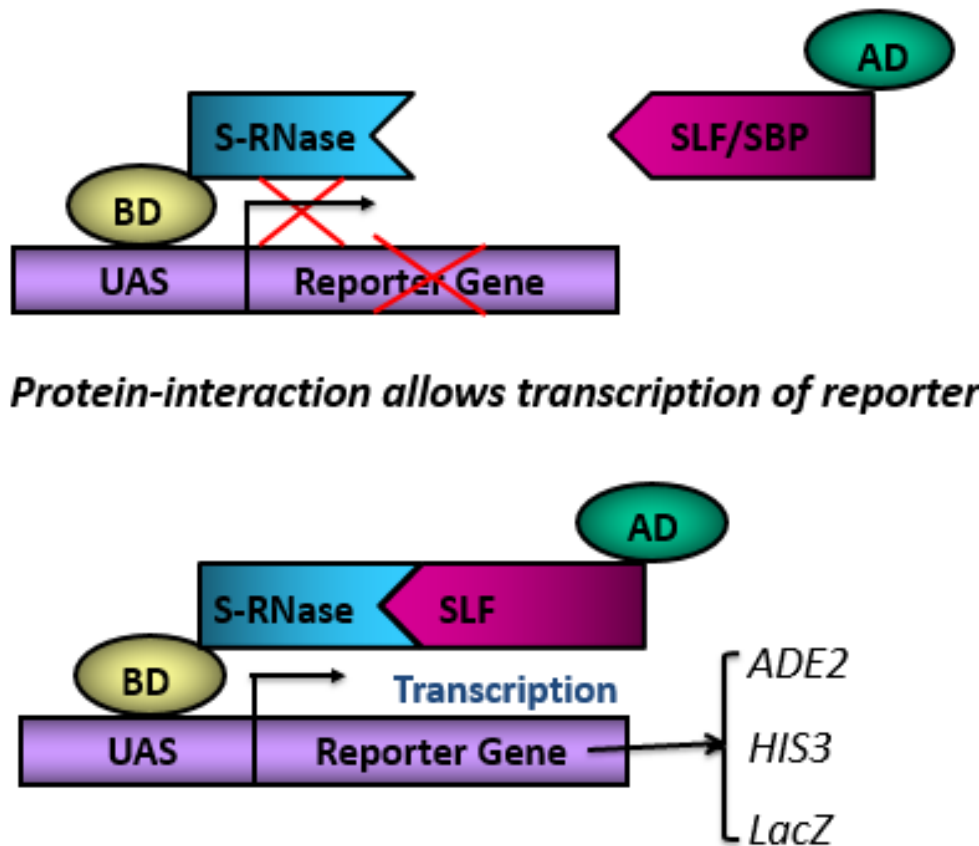 AD
S-RNase
SLF/SBP
BD
UAS
Reporter Gene
Protein-interaction allows transcription of reporter
AD
S-RNase
SLF
BD
Transcription
UAS
Reporter Gene
ADE2
HIS3
LacZ